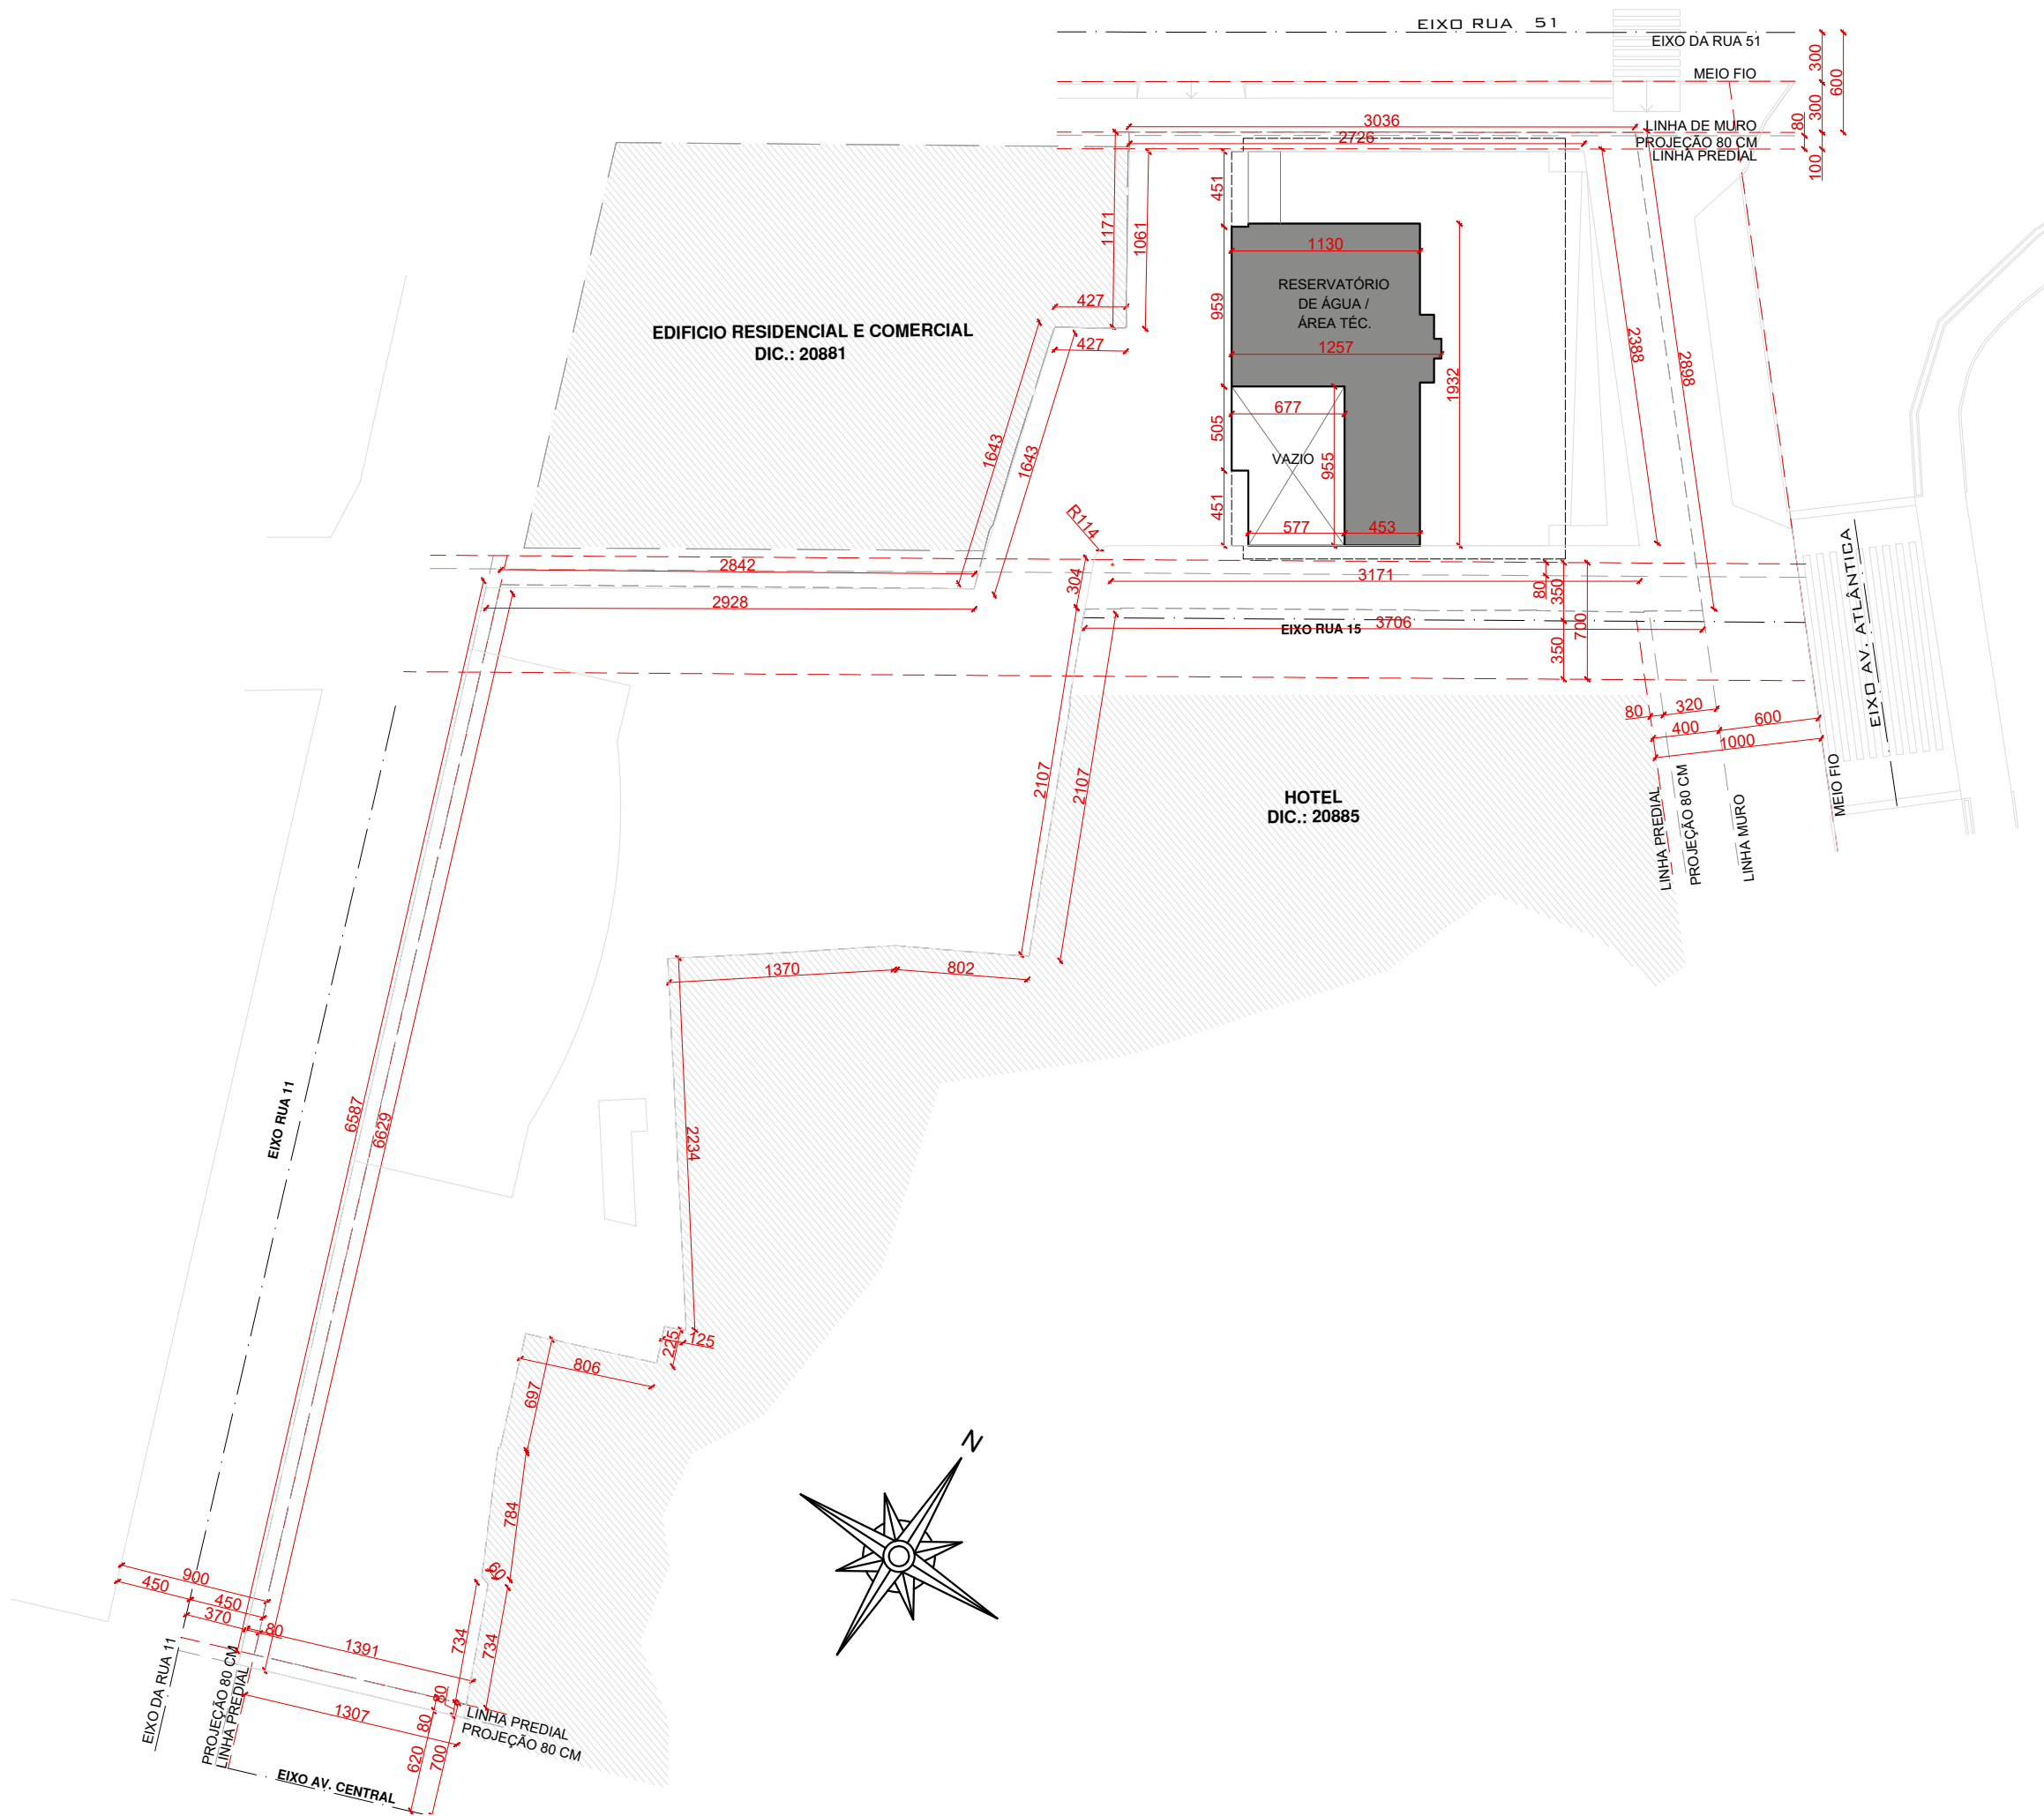 EIXO RUA 51
EIXO DA RUA 51
300
600
MEIO FIO
300
80
3036
LINHA DE MURO
2726
PROJEÇÃO 80 CM
LINHA PREDIAL
100
451
1171
1061
1130
RESERVATÓRIO
DE ÁGUA /
ÁREA TÉC.
959
427
EDIFICIO RESIDENCIAL E COMERCIAL
DIC.: 20881
427
1257
2388
2898
1932
677
505
1643
1643
VAZIO
955
451
R114
577
453
2842
304
3171
80
350
2928
EIXO RUA 15
3706
700
350
EIXO AV. ATLÂNTICA
80
320
600
400
1000
2107
2107
HOTEL
DIC.: 20885
MEIO FIO
LINHA PREDIAL
PROJEÇÃO 80 CM
LINHA MURO
1370
802
EIXO RUA 11
6587
6629
2234
225
125
806
697
N
784
60
900
450
450
370
80
1391
734
734
EIXO DA RUA 11
PROJEÇÃO 80 CM
LINHA PREDIAL
80
1307
80
LINHA PREDIAL
PROJEÇÃO 80 CM
620
700
EIXO AV. CENTRAL